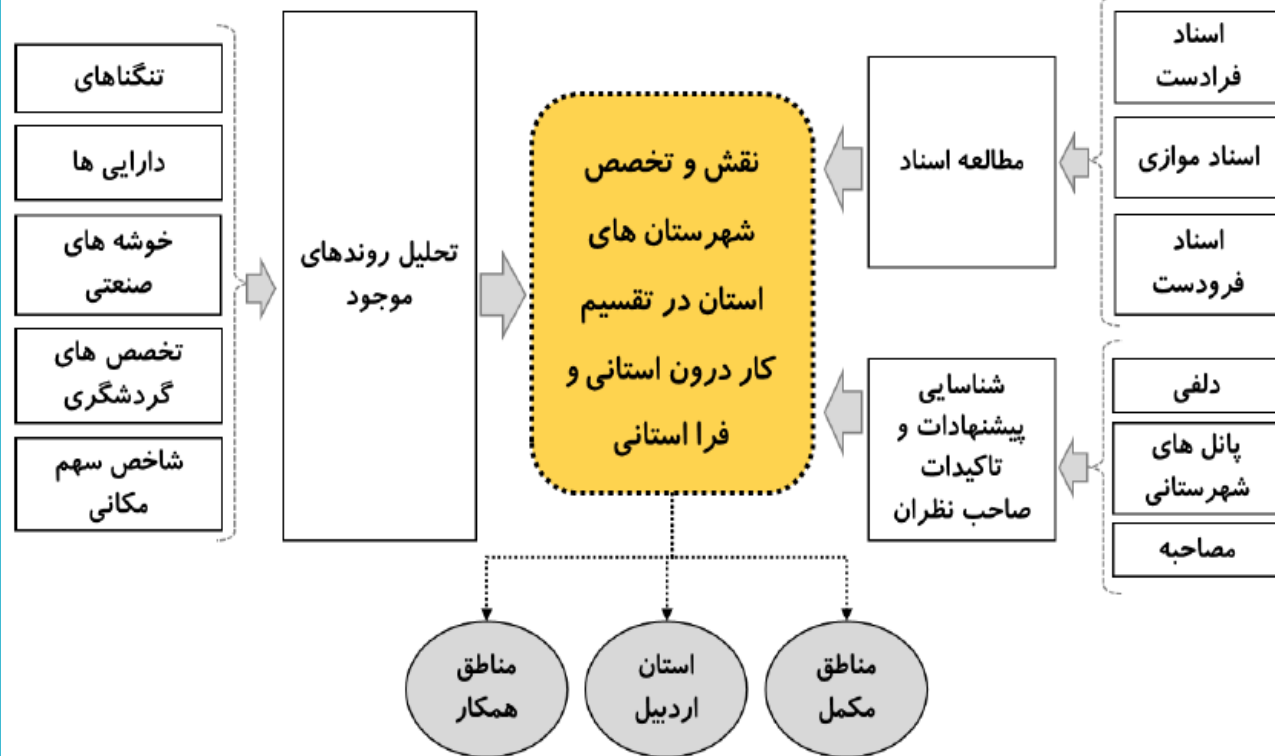 اسناد
فرادست
اسناد موازی
اسناد
فرودست
دلفی
پانل های
شهرستانی
مصاحبه
مطالعه اسناد
شناسایی
پیشنهادات و
تاکیدات
صاحب نظران
نقش و تخصص
شهرستان های
استان در تقسیم
کار درون استانی و
فرا استانی
تحلیل روندهای
موجود
تنگناهای
دارایی ها
خوشه های
صنعتی
تخصص های
گردشگری
شاخص سهم
مکانی
مناطق
مکمل
استان
اردبیل
مناطق
همکار